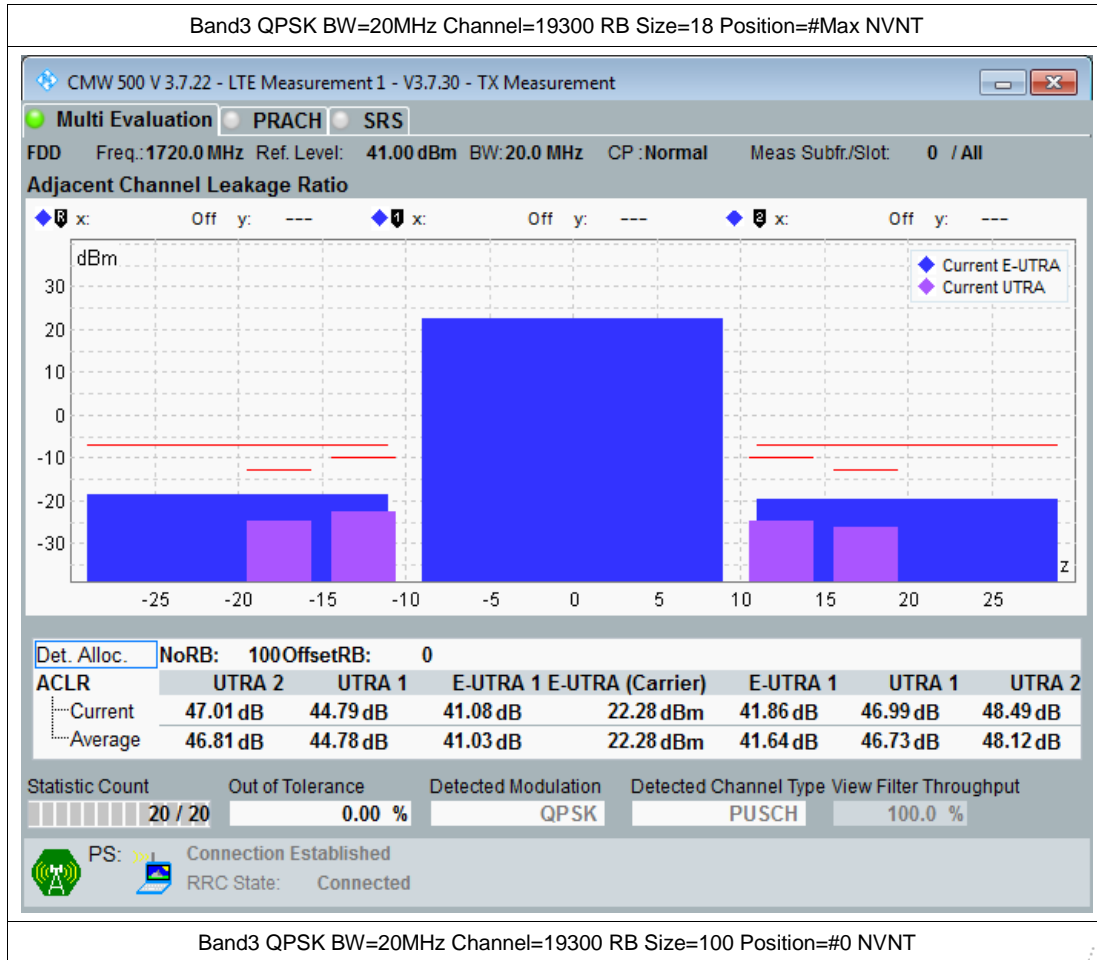 Band3 QPSK BW=20MHz Channel=19300 RB Size=18 Position=#Max NVNT
CMW 500 V 3.7.22 - LTE Measurement 1 - V3.7.30 - TX Measurement
Multi Evaluation PRACH SRS
FDD Freq.:1720.0 MHz Ref. Level: 41.00 dBm BW:20.0 MHz CP :Normal Meas Subfr./Slot: 0 / All
Adjacent Channel Leakage Ratio
R x: Off y: --- 1 x: Off y: --- 2 x: Off y: ---
dBm
Current E-UTRA
Current UTRA
30
20
10
0
-10
-20
-30
z
-25 -20 -15 -10 -5 0 5 10 15 20 25
Det. Alloc. NoRB: 100 OffsetRB: 0
ACLR UTRA 2 UTRA 1 E-UTRA 1 E-UTRA (Carrier) E-UTRA 1 UTRA 1 UTRA 2
Current 47.01 dB 44.79 dB 41.08 dB 22.28 dBm 41.86 dB 46.99 dB 48.49 dB
Average 46.81 dB 44.78 dB 41.03 dB 22.28 dBm 41.64 dB 46.73 dB 48.12 dB
Statistic Count Out of Tolerance Detected Modulation Detected Channel Type View Filter Throughput
20 / 20 0.00 % QPSK PUSCH 100.0 %
PS: Connection Established
RRC State: Connected
Band3 QPSK BW=20MHz Channel=19300 RB Size=100 Position=#0 NVNT